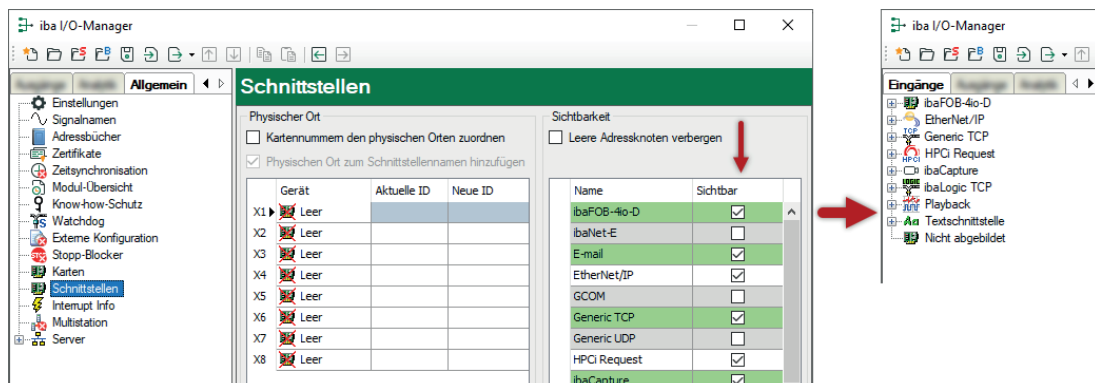 iba I/O-Manager
Allgemein
Einstellungen
Signalnamen
Adressbücher
Zertifikate
Zeitsynchronisation
Modul-Übersicht
Know-how-Schutz
Watchdog
Externe Konfiguration
Stopp-Blocker
Karten
Schnittstellen
Interrupt Info
Multistation
Server
Schnittstellen
Physischer Ort
Kartennummern den physischen Orten zuordnen
Physischen Ort zum Schnittstellennamen hinzufügen
Gerät Aktuelle ID Neue ID
X1 Leer
X2 Leer
X3 Leer
X4 Leer
X5 Leer
X6 Leer
X7 Leer
X8 Leer
Sichtbarkeit
Leere Adressknoten verbergen
Name Sichtbar
ibaFOB-4io-D
ibaNet-E
E-mail
EtherNet/IP
GCOM
Generic TCP
Generic UDP
HPCi Request
ibaCapture
iba I/O-Manager
Eingänge
ibaFOB-4io-D
EtherNet/IP
TCP Generic TCP
HPCI HPCi Request
ibaCapture
LOGIC ibaLogic TCP
Playback
Aa Textschnittstelle
Nicht abgebildet